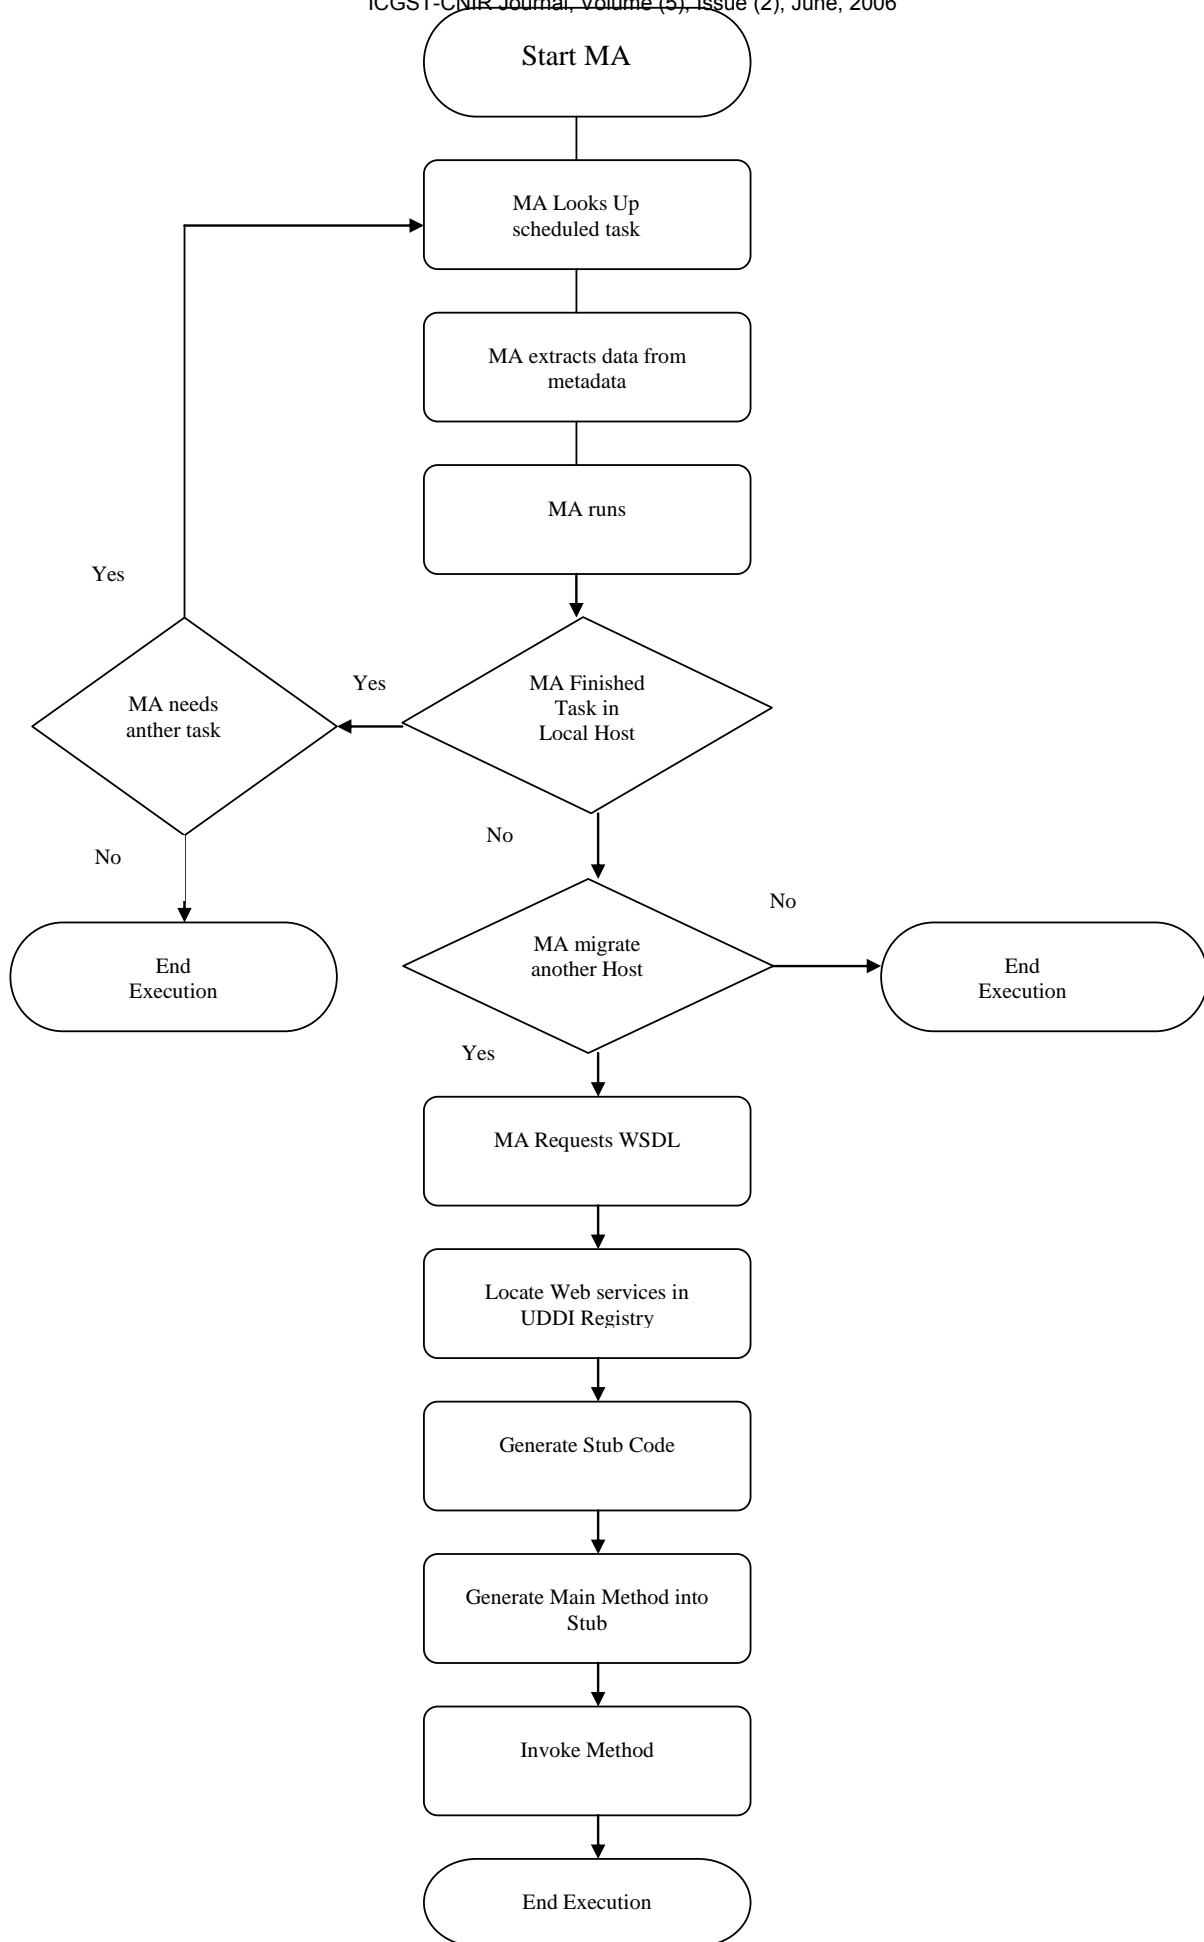 ICGST-CNIR Journal, Volume (5), Issue (2), June, 2006
Start MA
MA Looks Up
scheduled task
MA extracts data from
metadata
MA runs
Yes
MA Finished
Task in
Local Host
Yes
MA needs
anther task
No
No
MA migrate
another Host
No
End
Execution
End
Execution
Yes
MA Requests WSDL
Locate Web services in
UDDI Registry
Generate Stub Code
Generate Main Method into
Stub
Invoke Method
End Execution